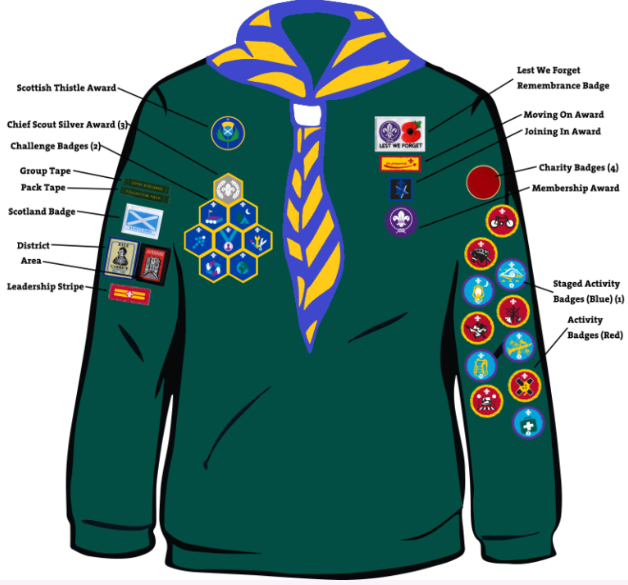 Scottish Thistle Award
Chief Scout Silver Award (3)
Challenge Badges (2)
Group Tape
Pack Tape
Scotland Badge
District
Area
Leadership Stripe
Lest We Forget
Remembrance Badge
LEST WE FORGET
Moving On Award
Joining In Award
Charity Badges (4)
Membership Award
Staged Activity
Badges (Blue) (1)
Activity
Badges (Red)